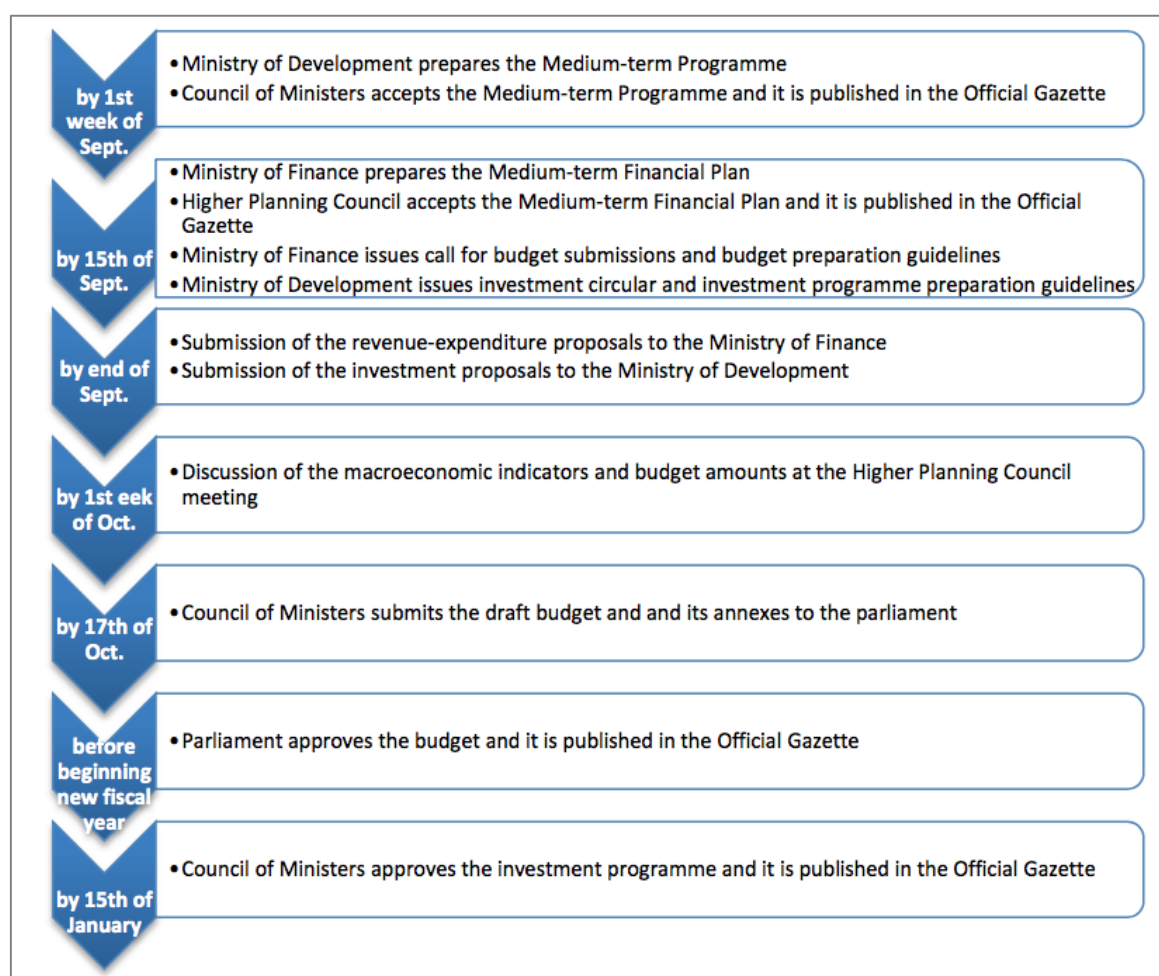 by 1st
week of
Sept.
•Ministry of Development prepares the Medium-term Programme
•Council of Ministers accepts the Medium-term Programme and it is published in the Official Gazette
by 15th of
Sept.
•Ministry of Finance prepares the Medium-term Financial Plan
•Higher Planning Council accepts the Medium-term Financial Plan and it is published in the Official
Gazette
•Ministry of Finance issues call for budget submissions and budget preparation guidelines
•Ministry of Development issues investment circular and investment programme preparation guidelines
by end of
Sept.
•Submission of the revenue-expenditure proposals to the Ministry of Finance
•Submission of the investment proposals to the Ministry of Development
by 1st eek
of Oct.
•Discussion of the macroeconomic indicators and budget amounts at the Higher Planning Council
meeting
by 17th of
Oct.
•Council of Ministers submits the draft budget and and its annexes to the parliament
before
beginning
new fiscal
year
•Parliament approves the budget and it is published in the Official Gazette
by 15th of
January
•Council of Ministers approves the investment programme and it is published in the Official Gazette